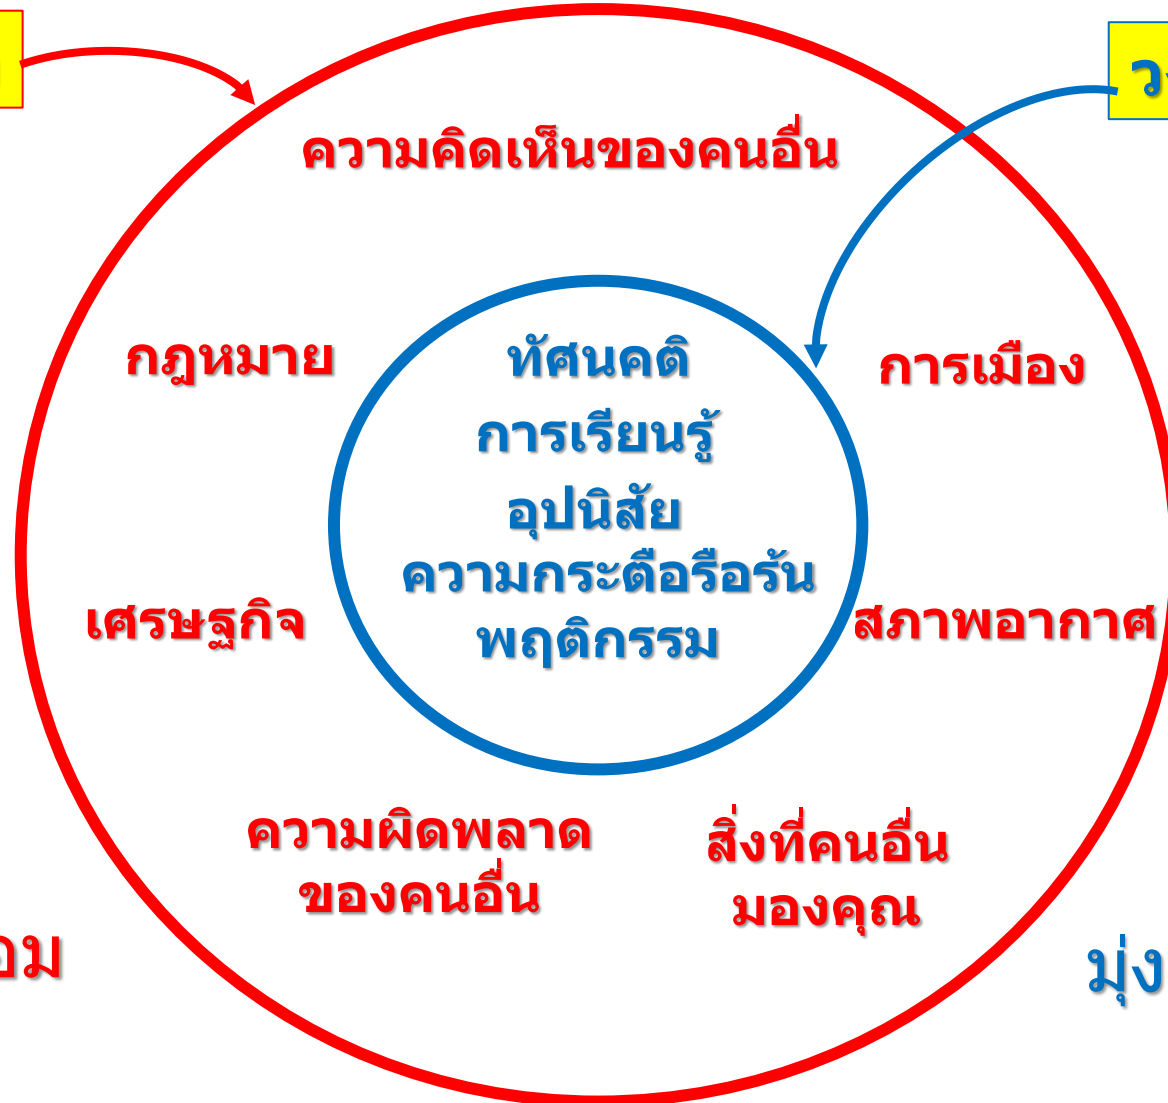 ความคิดเห็นของคนอื่น
กฎหมาย
ทัศนคติ
การเมือง
การเรียนรู้
อุปนิสัย
ความกระตือรือร้น
เศรษฐกิจ
พฤติกรรม
สภาพอากาศ
ความผิดพลาด
ของคนอื่น
สิ่งที่คนอื่น
มองคุณ
มุ่ง